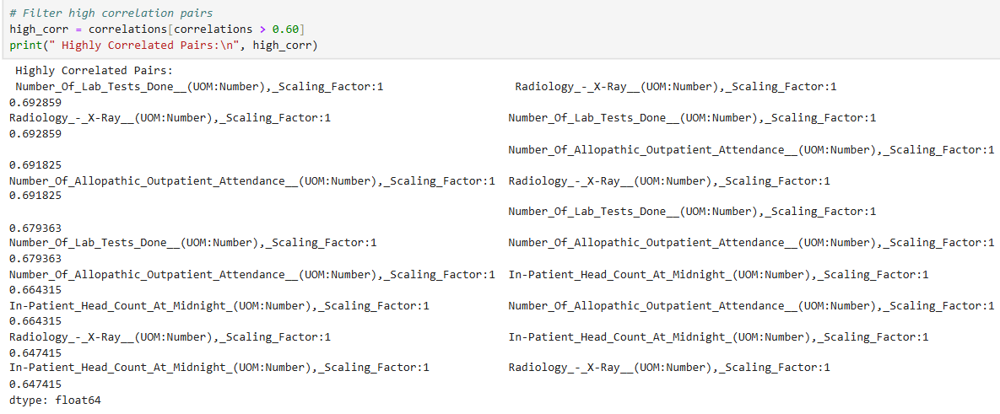 # Filter high correlation pairs
high_corr = correlations[correlations > 0.60]
print(" Highly Correlated Pairs:\n", high_corr)
Highly Correlated Pairs:
Number_Of_Lab_Tests_Done__(UOM:Number),_Scaling_Factor:1 Radiology_-_X-Ray__(UOM:Number),_Scaling_Factor:1
0.692859
Radiology_-_X-Ray__(UOM:Number),_Scaling_Factor:1 Number_Of_Lab_Tests_Done__(UOM:Number),_Scaling_Factor:1
0.692859
Number_Of_Allopathic_Outpatient_Attendance__(UOM:Number),_Scaling_Factor:1
0.691825
Number_Of_Allopathic_Outpatient_Attendance__(UOM:Number),_Scaling_Factor:1 Radiology_-_X-Ray__(UOM:Number),_Scaling_Factor:1
0.691825
Number_Of_Lab_Tests_Done__(UOM:Number),_Scaling_Factor:1
0.679363
Number_Of_Lab_Tests_Done__(UOM:Number),_Scaling_Factor:1 Number_Of_Allopathic_Outpatient_Attendance__(UOM:Number),_Scaling_Factor:1
0.679363
Number_Of_Allopathic_Outpatient_Attendance__(UOM:Number),_Scaling_Factor:1 In-Patient_Head_Count_At_Midnight_(UOM:Number),_Scaling_Factor:1
0.664315
In-Patient_Head_Count_At_Midnight_(UOM:Number),_Scaling_Factor:1 Number_Of_Allopathic_Outpatient_Attendance__(UOM:Number),_Scaling_Factor:1
0.664315
Radiology_-_X-Ray__(UOM:Number),_Scaling_Factor:1 In-Patient_Head_Count_At_Midnight_(UOM:Number),_Scaling_Factor:1
0.647415
In-Patient_Head_Count_At_Midnight_(UOM:Number),_Scaling_Factor:1 Radiology_-_X-Ray__(UOM:Number),_Scaling_Factor:1
0.647415
dtype: float64